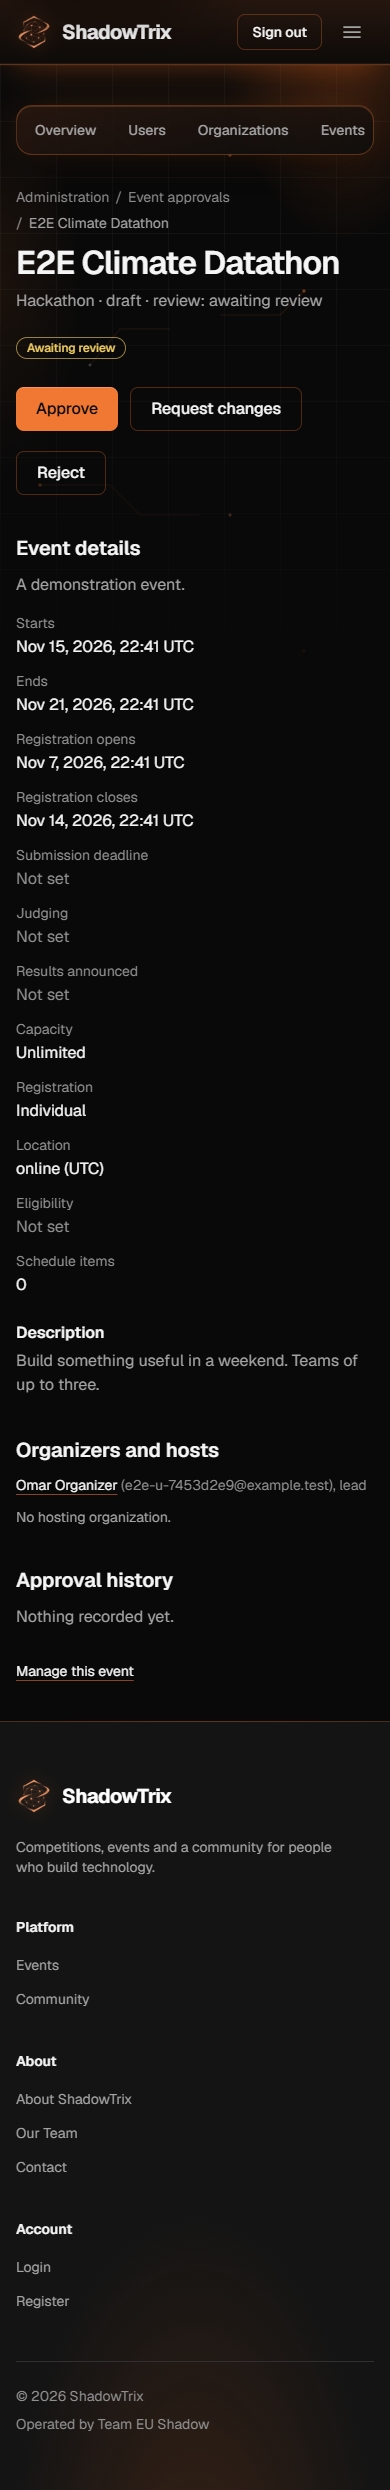 ShadowTrix
Sign out
Overview Users Organizations Events
Administration / Event approvals
/ E2E Climate Datathon
E2E Climate Datathon
Hackathon · draft · review: awaiting review
Awaiting review
Approve
Request changes
Reject
Event details
A demonstration event.
Starts
Nov 15, 2026, 22:41 UTC
Ends
Nov 21, 2026, 22:41 UTC
Registration opens
Nov 7, 2026, 22:41 UTC
Registration closes
Nov 14, 2026, 22:41 UTC
Submission deadline
Not set
Judging
Not set
Results announced
Not set
Capacity
Unlimited
Registration
Individual
Location
online (UTC)
Eligibility
Not set
Schedule items
0
Description
Build something useful in a weekend. Teams of
up to three.
Organizers and hosts
Omar Organizer (e2e-u-7453d2e9@example.test), lead
No hosting organization.
Approval history
Nothing recorded yet.
Manage this event
ShadowTrix
Competitions, events and a community for people
who build technology.
Platform
Events
Community
About
About ShadowTrix
Our Team
Contact
Account
Login
Register
© 2026 ShadowTrix
Operated by Team EU Shadow